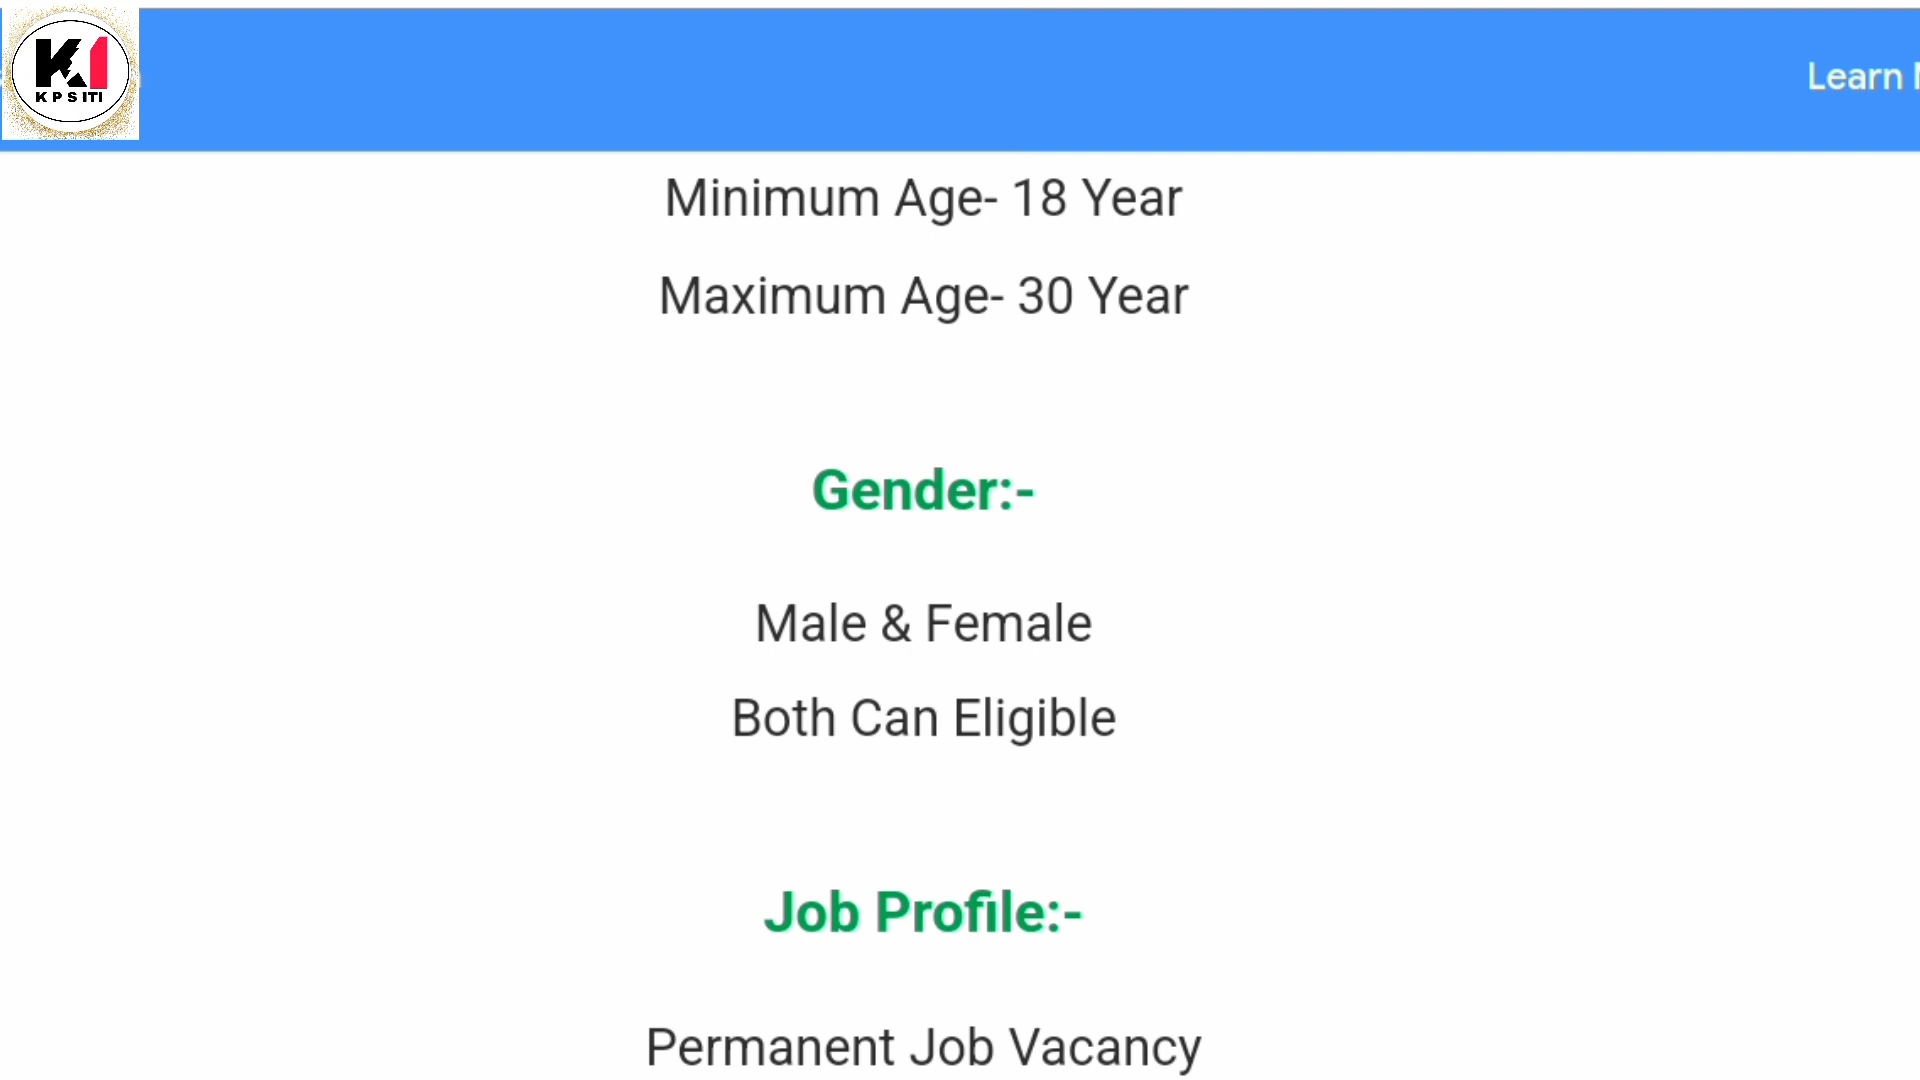 K1
KPSITI
Learn
Minimum Age- 18 Year
Maximum Age- 30 Year
Gender:-
Male & Female
Both Can Eligible
Job Profile:-
Permanent Job Vacancy